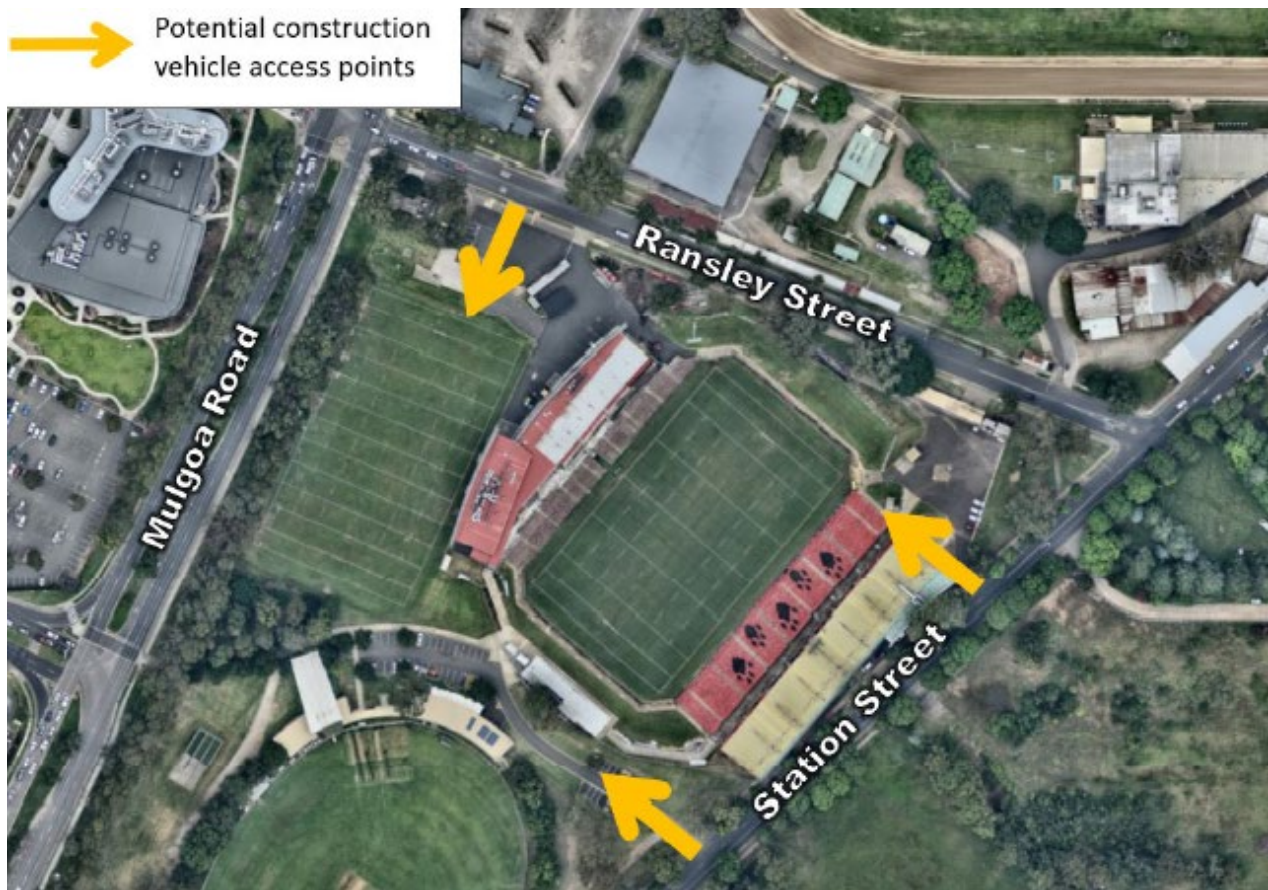 Potential construction
vehicle access points
Ransley Street
Mulgoa Road
Station Street